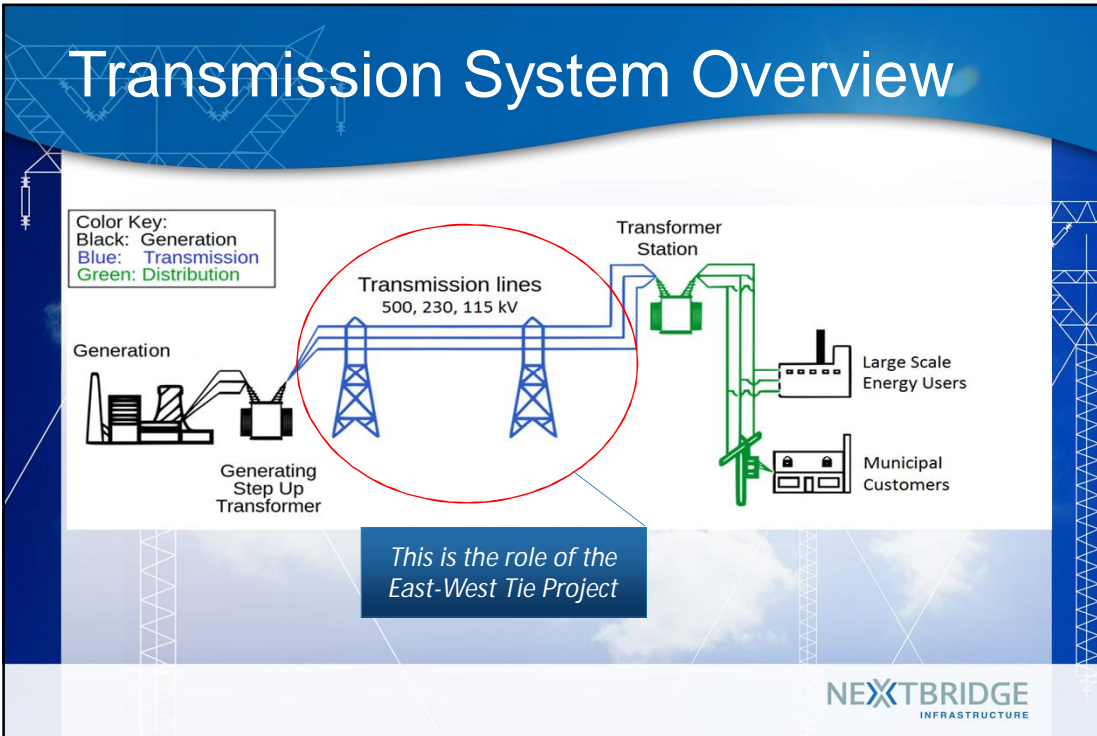 Transmission System Overview
Color Key:
Black: Generation
Blue: Transmission
Green: Distribution
Transformer
Station
Transmission lines
500, 230, 115 kV
Generation
Large Scale
Energy Users
Generating
Step Up
Transformer
Municipal
Customers
This is the role of the
East-West Tie Project
NEXTBRIDGE
INFRASTRUCTURE